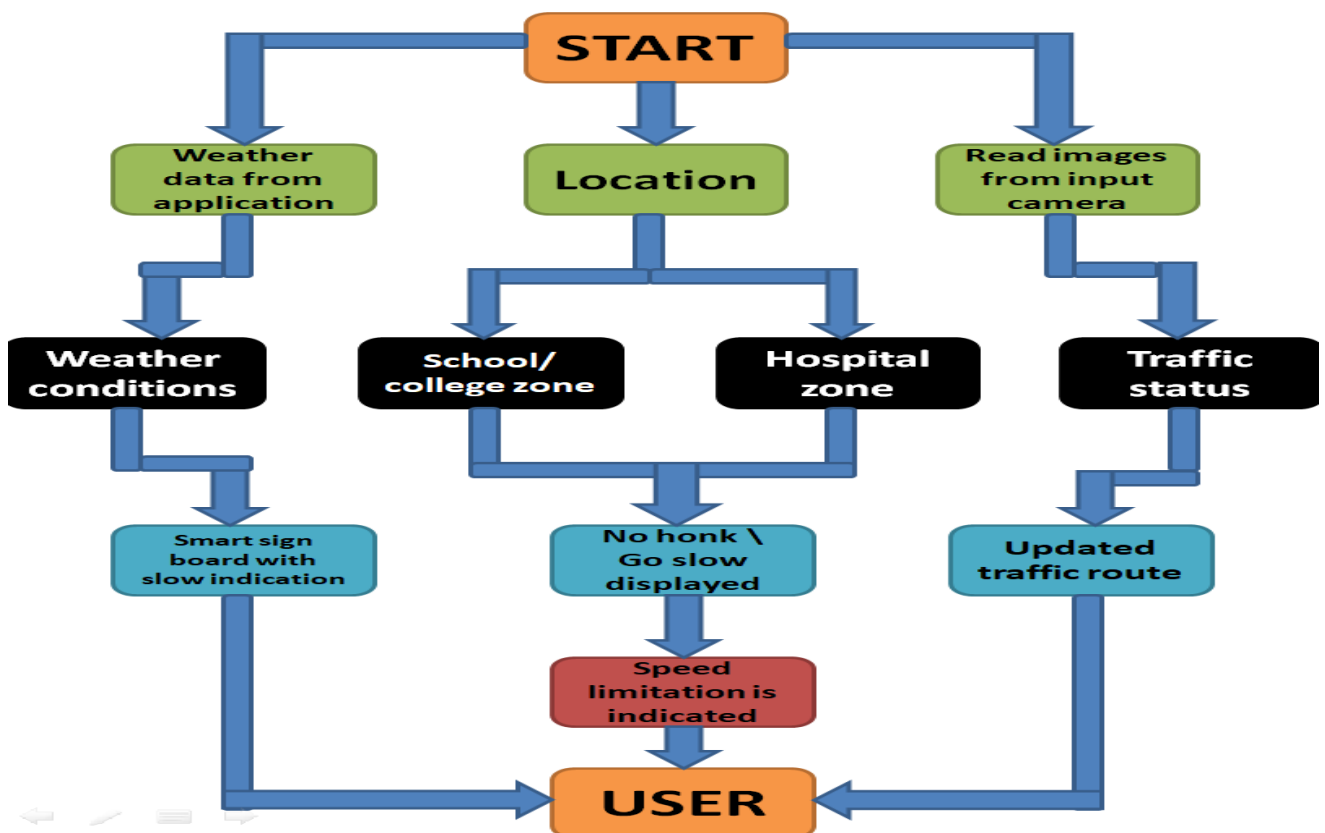 START
Weather
data from
application
Location
Read images
from input
camera
Weather
conditions
School/
college zone
Hospital
zone
Traffic
status
Smart sign
board with
slow indication
No honk \
Go slow
displayed
Updated
traffic route
Speed
limitation is
indicated
USER